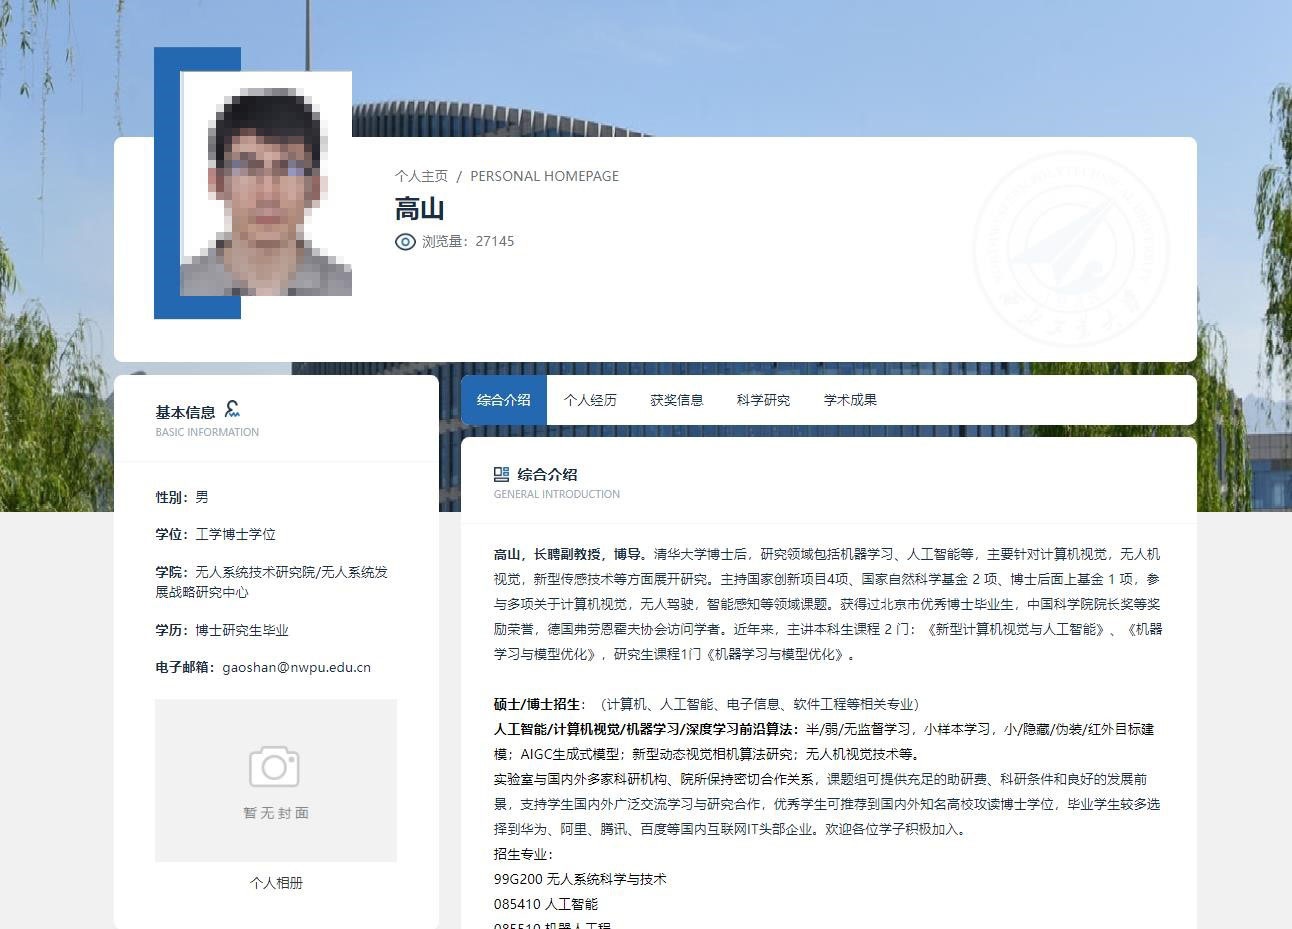 个人主页 / PERSONAL HOMEPAGE
高山
浏览量：27145
基本信息
BASIC INFORMATION
性别：男
学位：工学博士学位
学院：无人系统技术研究院/无人系统发
展战略研究中心
学历：博士研究生毕业
电子邮箱：gaoshan@nwpu.edu.cn
暂无封面
个人相册
综合介绍 个人经历 获奖信息 科学研究 学术成果
综合介绍
GENERAL INTRODUCTION
高山，长聘副教授，博导。清华大学博士后，研究领域包括机器学习、人工智能等，主要针对计算机视觉，无人机
视觉，新型传感技术等方面展开研究。主持国家创新项目4项、国家自然科学基金 2 项、博士后面上基金 1 项，参
与多项关于计算机视觉，无人驾驶，智能感知等领域课题。获得过北京市优秀博士毕业生，中国科学院院长奖等奖
励荣誉，德国弗劳恩霍夫协会访问学者。近年来，主讲本科生课程 2 门：《新型计算机视觉与人工智能》、《机器
学习与模型优化》，研究生课程1门《机器学习与模型优化》。
硕士/博士招生：（计算机、人工智能、电子信息、软件工程等相关专业）
人工智能/计算机视觉/机器学习/深度学习前沿算法：半/弱/无监督学习，小样本学习，小/隐藏/伪装/红外目标建
模；AIGC生成式模型；新型动态视觉相机算法研究；无人机视觉技术等。
实验室与国内外多家科研机构、院所保持密切合作关系，课题组可提供充足的助研费、科研条件和良好的发展前
景，支持学生国内外广泛交流学习与研究合作，优秀学生可推荐到国内外知名高校攻读博士学位，毕业学生较多选
择到华为、阿里、腾讯、百度等国内互联网IT头部企业。欢迎各位学子积极加入。
招生专业：
99G200 无人系统科学与技术
085410 人工智能
085510 机器人工程